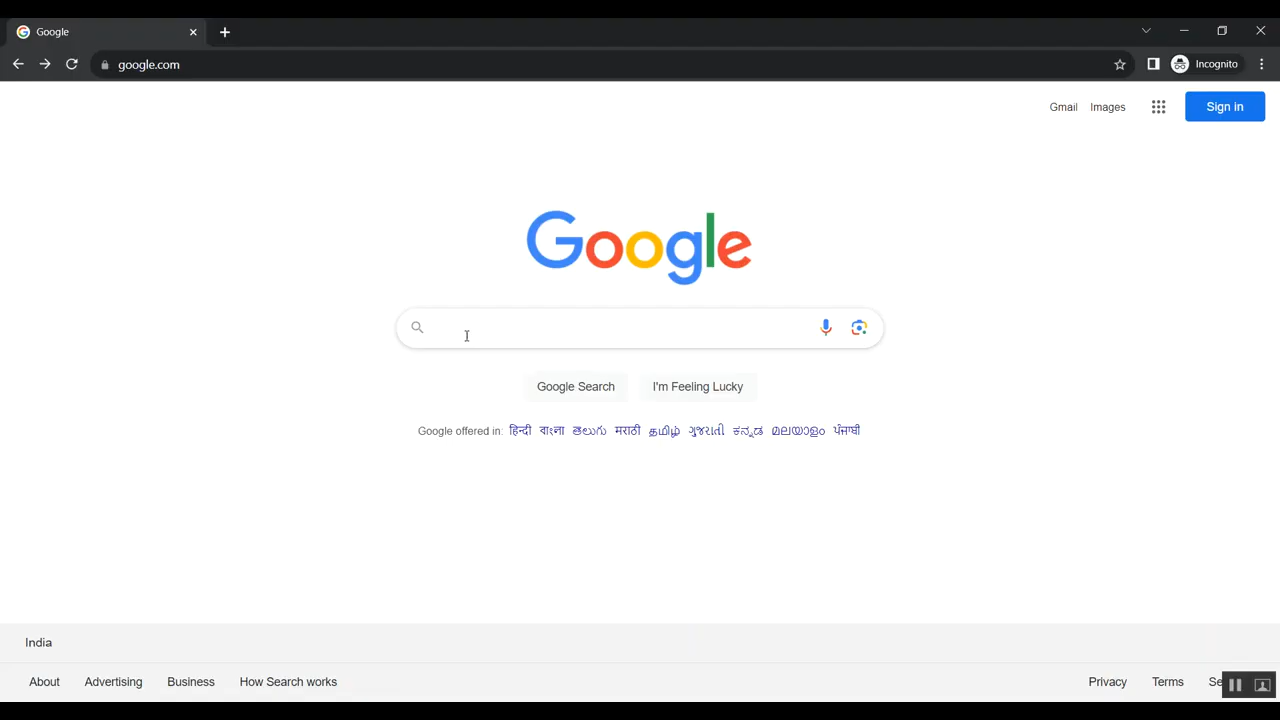 Google
google.com
Incognito
Gmail Images Sign in
Google
Google Search I'm Feeling Lucky
Google offered in: हिन्दी বাংলা తెలుగు मराठी தமிழ் ગુજરાતી ಕನ್ನಡ മലയാളം ਪੰਜਾਬੀ
India
About Advertising Business How Search works Privacy Terms